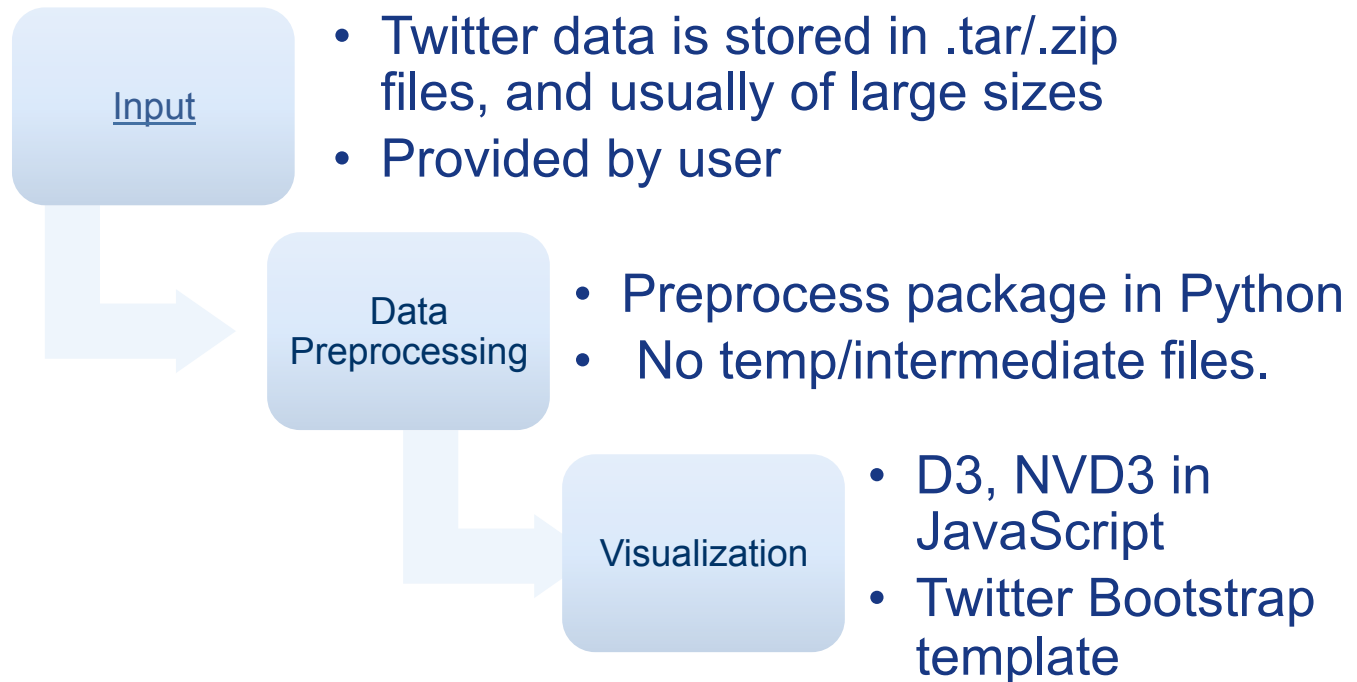 Input
• Twitter data is stored in .tar/.zip
files, and usually of large sizes
• Provided by user
Data
Preprocessing
• Preprocess package in Python
• No temp/intermediate files.
Visualization
• D3, NVD3 in
JavaScript
• Twitter Bootstrap
template